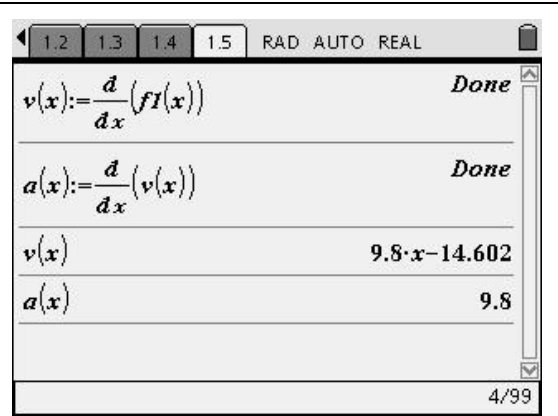 1.2 1.3 1.4 1.5 RAD AUTO REAL
v(x):=d/dx(f1(x)) Done
a(x):=d/dx(v(x)) Done
v(x) 9.8·x−14.602
a(x) 9.8
4/99